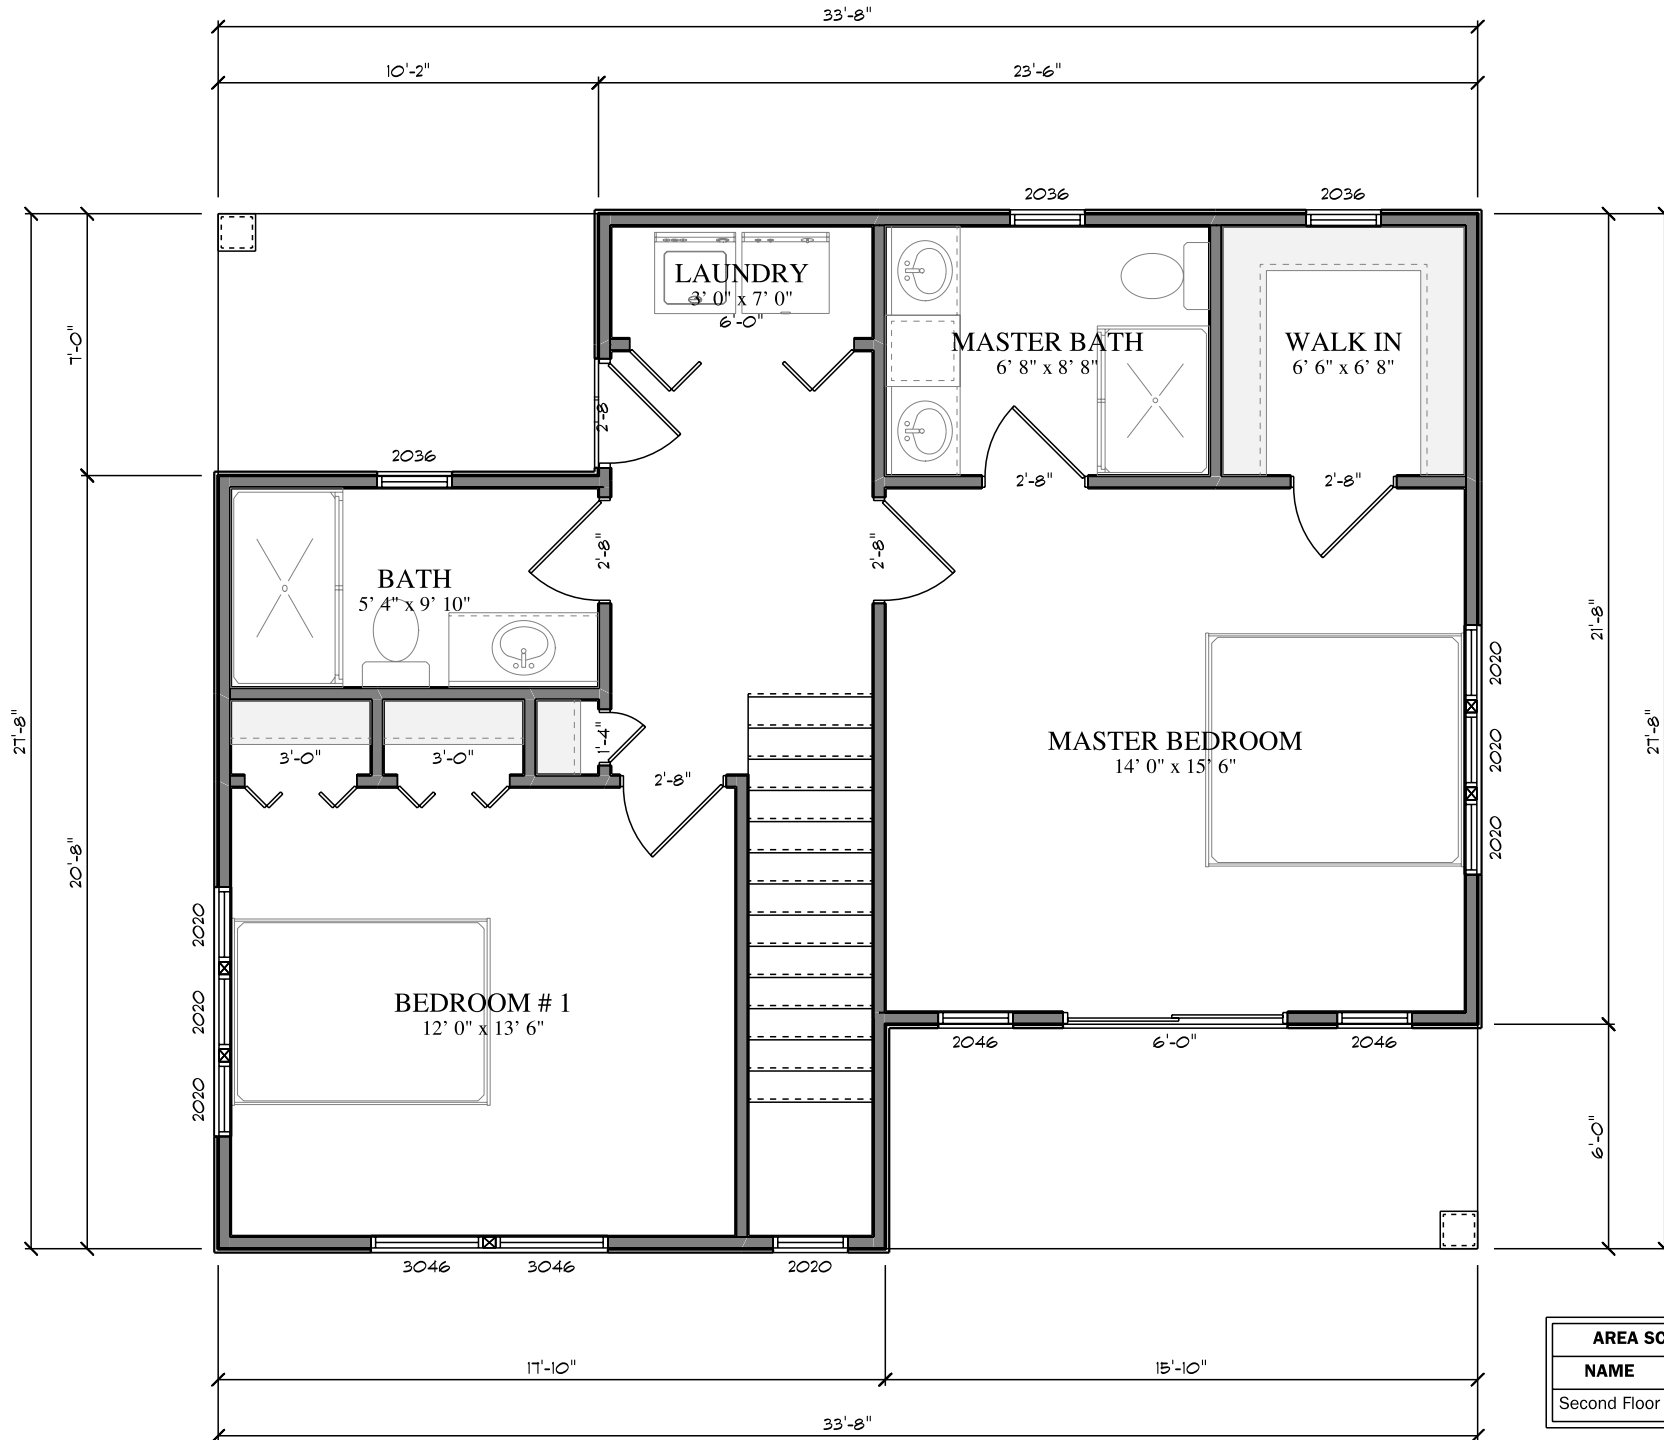 33'-8"
10'-2"
23'-6"
2036
2036
LAUNDRY
3' 0" x 7' 0"
6'-0"
MASTER BATH
6' 8" x 8' 8"
WALK IN
6' 6" x 6' 8"
7'-0"
2'-8
2036
2'-8"
2'-8"
2'-8"
2'-8"
BATH
5' 4" x 9' 10"
21'-8"
2020
2020
2020
27'-8"
27'-8"
3'-0"
3'-0"
1'-4"
2'-8"
MASTER BEDROOM
14' 0" x 15' 6"
20'-8"
2020
2020
2020
BEDROOM # 1
12' 0" x 13' 6"
2046
6'-0"
2046
6'-0"
3046
3046
2020
17'-10"
15'-10"
33'-8"
AREA SC
NAME
Second Floor